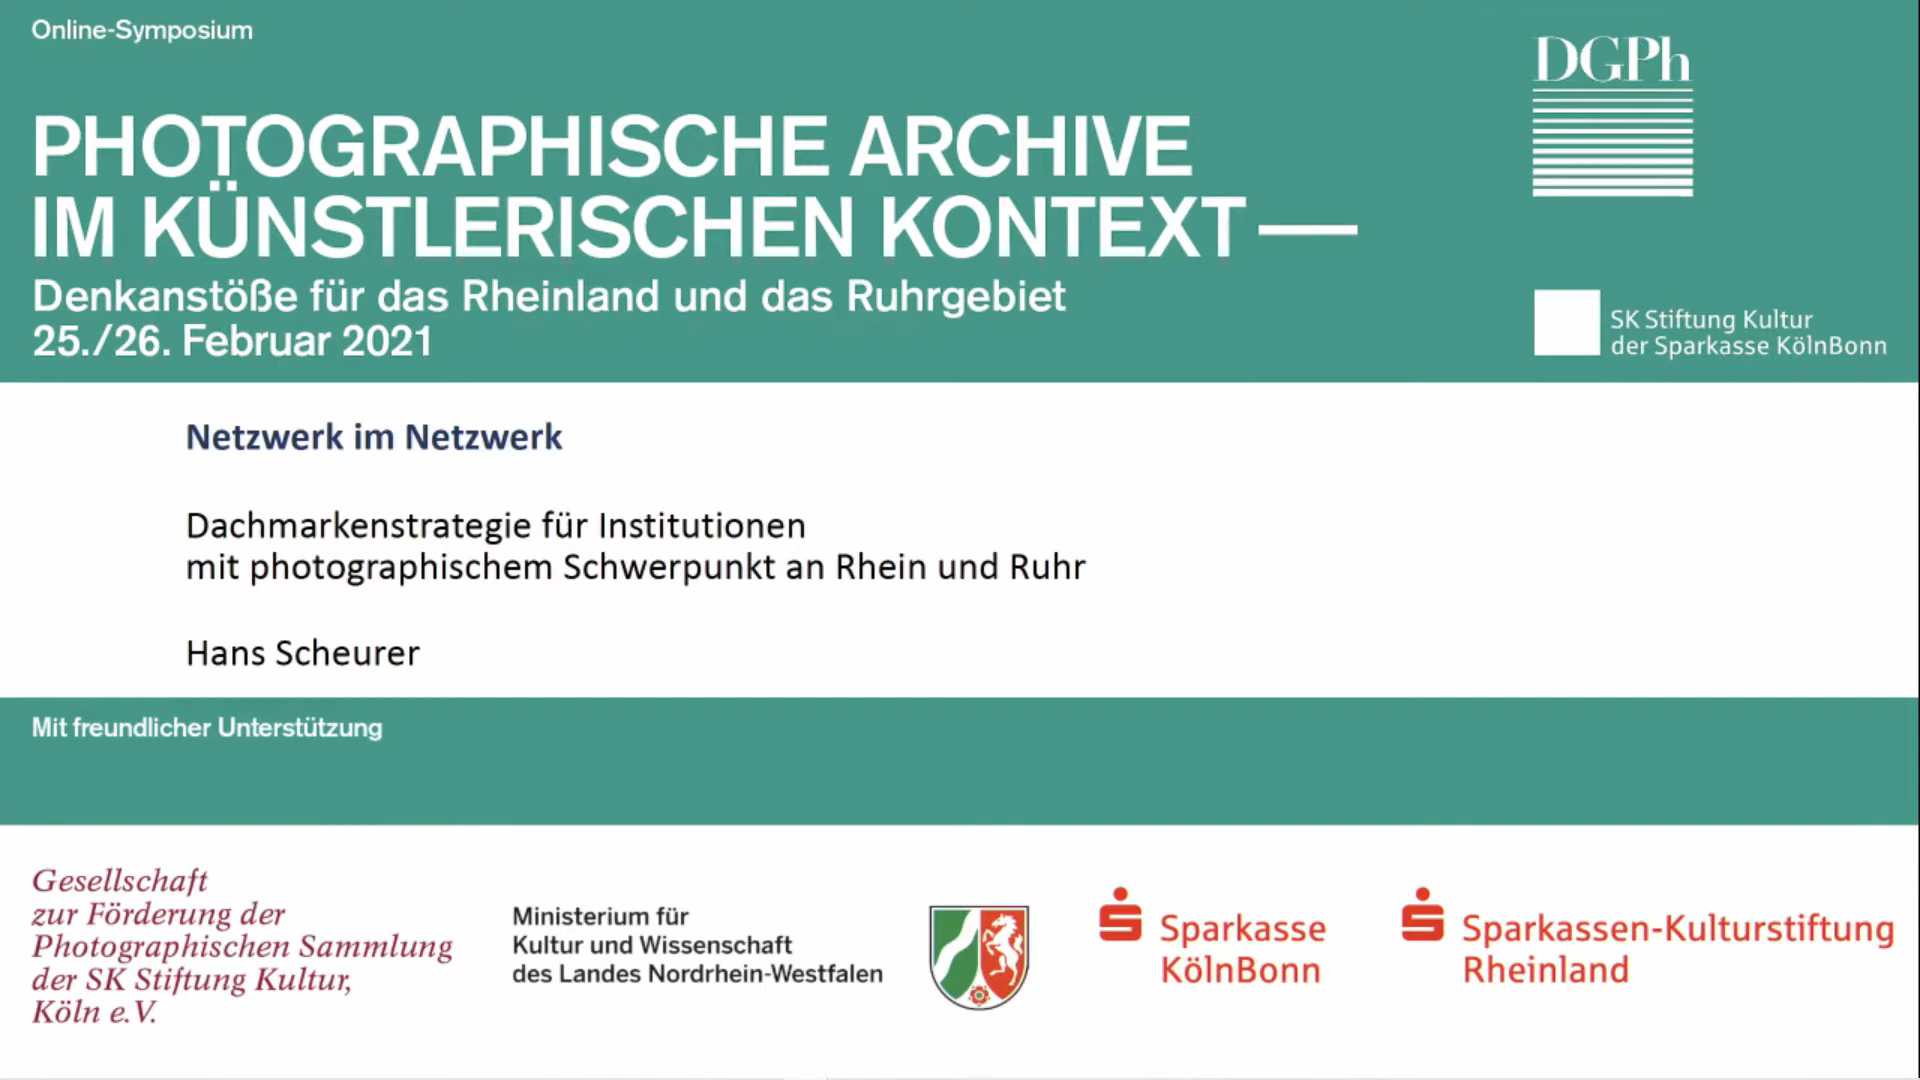 Online-Symposium
PHOTOGRAPHISCHE ARCHIVE
IM KÜNSTLERISCHEN KONTEXT —
Denkanstöße für das Rheinland und das Ruhrgebiet
25./26. Februar 2021
DGPh
SK Stiftung Kultur
der Sparkasse KölnBonn
Netzwerk im Netzwerk
Dachmarkenstrategie für Institutionen
mit photographischem Schwerpunkt an Rhein und Ruhr
Hans Scheurer
Mit freundlicher Unterstützung
Gesellschaft
zur Förderung der
Photographischen Sammlung
der SK Stiftung Kultur,
Köln e.V.
Ministerium für
Kultur und Wissenschaft
des Landes Nordrhein-Westfalen
Sparkasse
KölnBonn
Sparkassen-Kulturstiftung
Rheinland